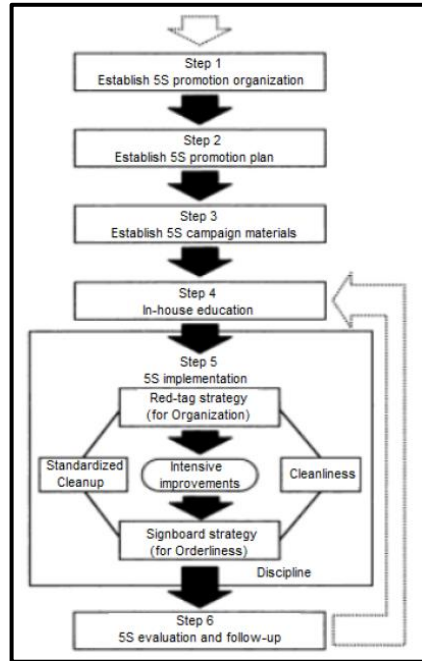 Step 1
Establish 5S promotion organization
Step 2
Establish 5S promotion plan
Step 3
Establish 5S campaign materials
Step 4
In-house education
Step 5
5S implementation
Red-tag strategy
(for Organization)
Standardized
Cleanup
Intensive
improvements
Cleanliness
Signboard strategy
(for Orderliness)
Discipline
Step 6
5S evaluation and follow-up